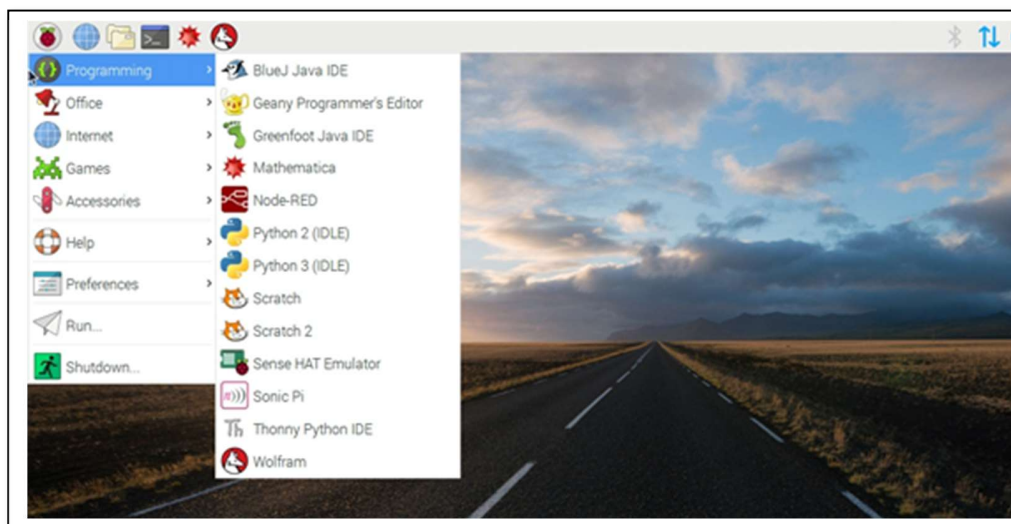 Programming
Office
Internet
Games
Accessories
Help
Preferences
Run...
Shutdown...
BlueJ Java IDE
Geany Programmer's Editor
Greenfoot Java IDE
Mathematica
Node-RED
Python 2 (IDLE)
Python 3 (IDLE)
Scratch
Scratch 2
Sense HAT Emulator
Sonic Pi
Th Thonny Python IDE
Wolfram